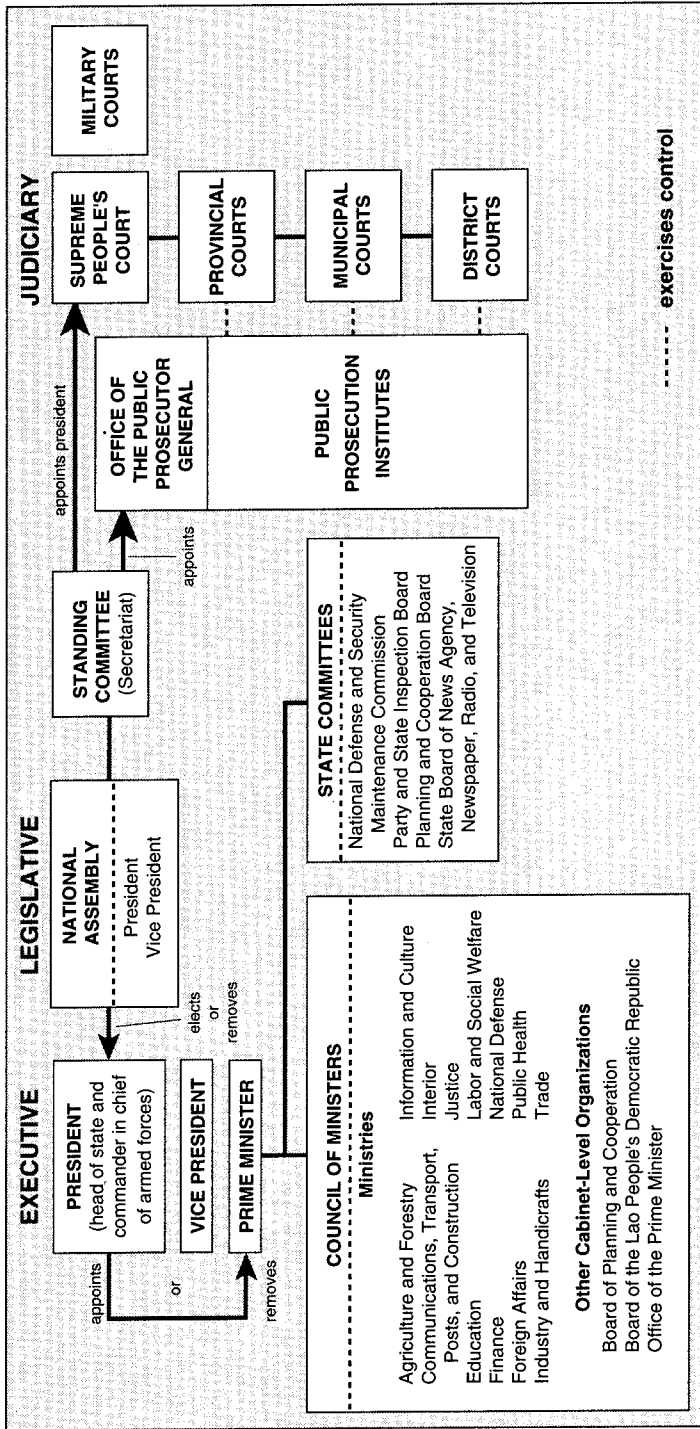 EXECUTIVE
LEGISLATIVE
JUDICIARY
PRESIDENT
(head of state and
commander in chief
of armed forces)
appoints
or
removes
VICE PRESIDENT
PRIME MINISTER
elects
or
removes
NATIONAL
ASSEMBLY
President
Vice President
STANDING
COMMITTEE
(Secretariat)
appoints president
appoints
SUPREME
PEOPLE'S
COURT
MILITARY
COURTS
OFFICE OF
THE PUBLIC
PROSECUTOR
GENERAL
PUBLIC
PROSECUTION
INSTITUTES
PROVINCIAL
COURTS
MUNICIPAL
COURTS
DISTRICT
COURTS
COUNCIL OF MINISTERS
Ministries
Agriculture and Forestry
Communications, Transport,
Posts, and Construction
Education
Finance
Foreign Affairs
Industry and Handicrafts
Information and Culture
Interior
Justice
Labor and Social Welfare
National Defense
Public Health
Trade
Other Cabinet-Level Organizations
Board of Planning and Cooperation
Board of the Lao People's Democratic Republic
Office of the Prime Minister
STATE COMMITTEES
National Defense and Security
Maintenance Commission
Party and State Inspection Board
Planning and Cooperation Board
State Board of News Agency,
Newspaper, Radio, and Television
exercises control